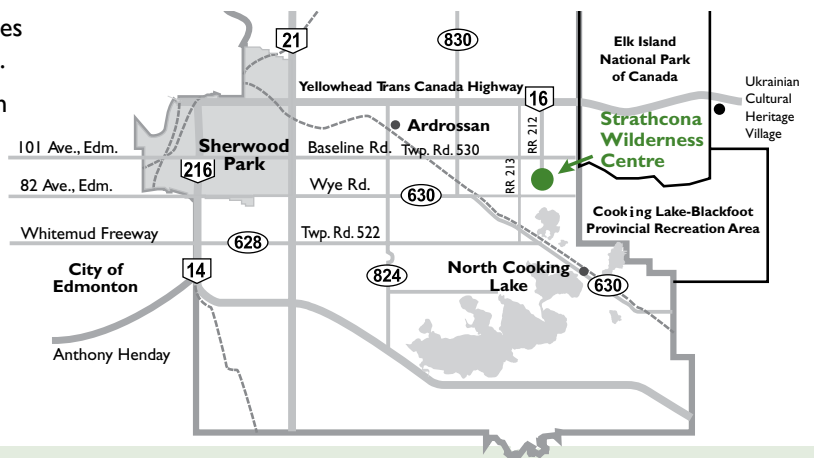 es
.
n
21
830
Elk Island
National Park
of Canada
Yellowhead Trans Canada Highway
16
Ukrainian
Cultural
Heritage
Village
Ardrossan
RR 212
Strathcona
Wilderness
Centre
101 Ave., Edm.
Sherwood
Park
Baseline Rd.
Twp. Rd. 530
216
RR 213
82 Ave., Edm.
Wye Rd.
630
Cooking Lake-Blackfoot
Provincial Recreation Area
Whitemud Freeway
628
Twp. Rd. 522
City of
Edmonton
14
824
North Cooking
Lake
630
Anthony Henday